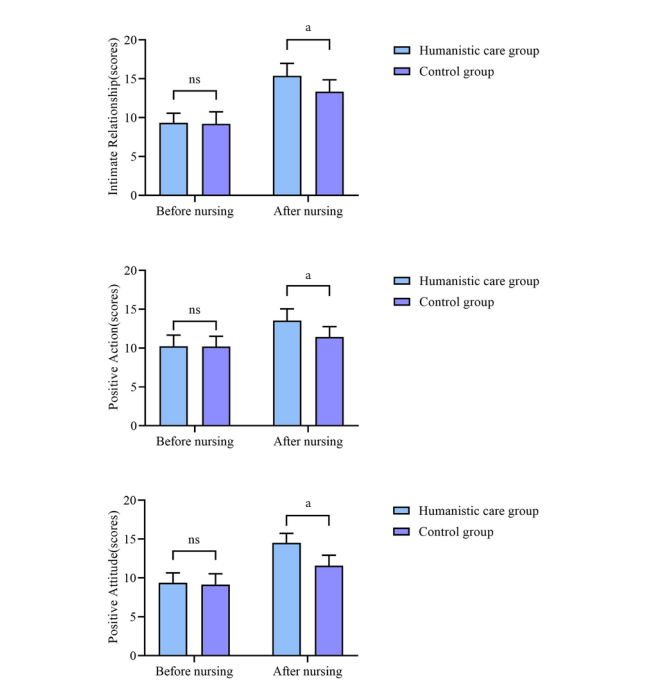 Intimate Relationship(scores)
20
15
10
5
0
ns
a
Before nursing
After nursing
Humanistic care group
Control group
Positive Action(scores)
20
15
10
5
0
ns
a
Before nursing
After nursing
Humanistic care group
Control group
Positive Attitude(scores)
20
15
10
5
0
ns
a
Before nursing
After nursing
Humanistic care group
Control group